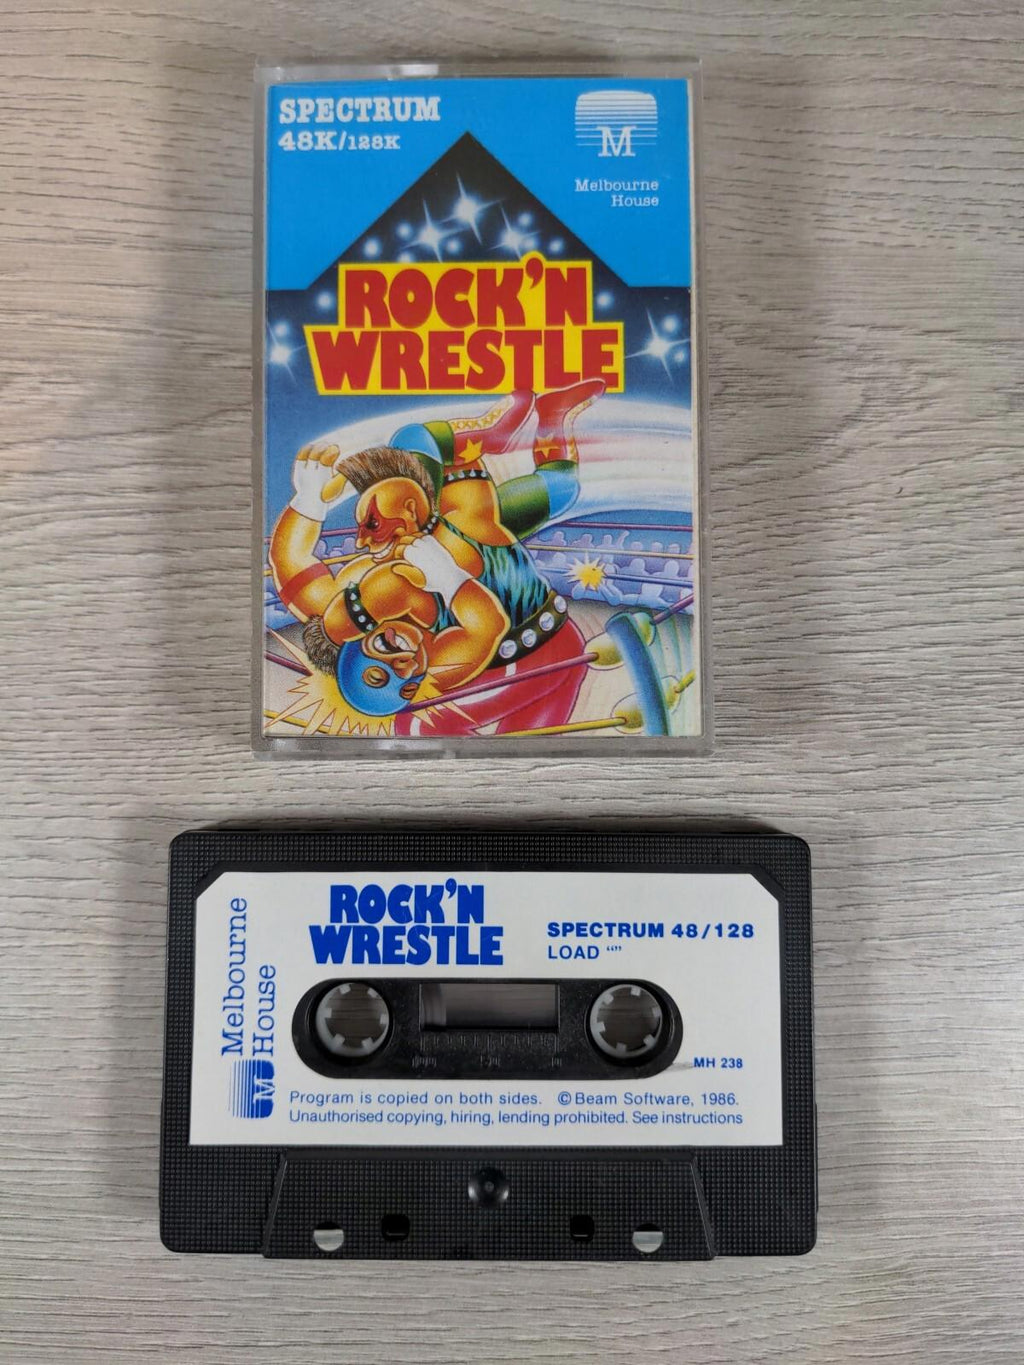 SPECTRUM
48K/128K
M
Melbourne
House
ROCK'N
WRESTLE
ROCK'N
WRESTLE
SPECTRUM 48/128
LOAD “”
Melbourne
House
M
MH 238
Program is copied on both sides. © Beam Software, 1986.
Unauthorised copying, hiring, lending prohibited. See instructions